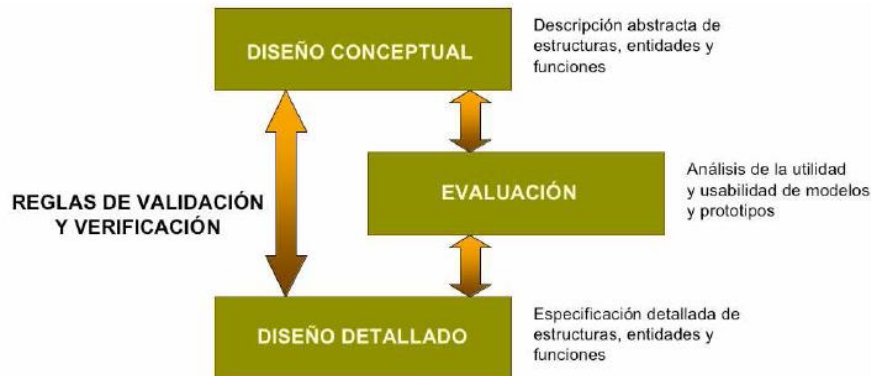 DISEÑO CONCEPTUAL
Descripción abstracta de
estructuras, entidades y
funciones
REGLAS DE VALIDACIÓN
Y VERIFICACIÓN
EVALUACIÓN
Análisis de la utilidad
y usabilidad de modelos
y prototipos
DISEÑO DETALLADO
Especificación detallada de
estructuras, entidades y
funciones